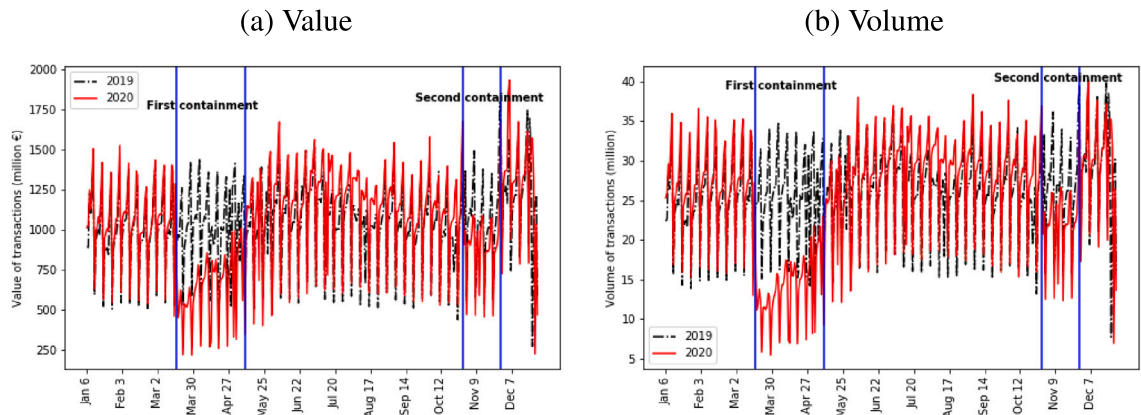 (a) Value
(b) Volume
Value of transactions (million €)
2000
1750
1500
1250
1000
750
500
250
2019
2020
First containment
Second containment
Jan 6
Feb 3
Mar 2
Mar 30
Apr 27
May 25
Jun 22
Jul 20
Aug 17
Sep 14
Oct 12
Nov 9
Dec 7
Volume of transactions (million)
40
35
30
25
20
15
10
5
First containment
Second containment
2019
2020
Jan 6
Feb 3
Mar 2
Mar 30
Apr 27
May 25
Jun 22
Jul 20
Aug 17
Sep 14
Oct 12
Nov 9
Dec 7